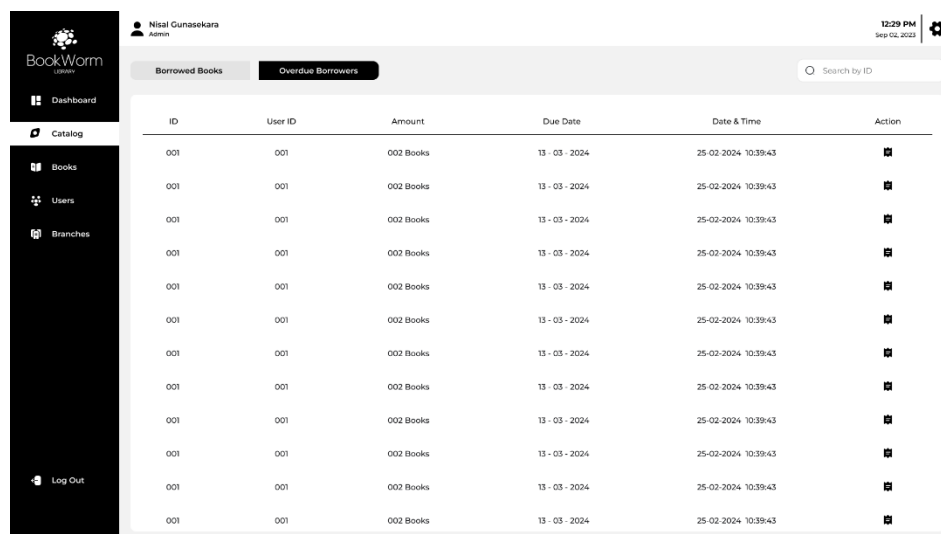 Nisal Gunasekara
Admin
12:29 PM
Sep 02, 2023
BookWorm
LIBRARY
Dashboard
Catalog
Books
Users
Branches
Log Out
Borrowed Books
Overdue Borrowers
Search by ID
ID User ID Amount Due Date Date & Time Action
001 001 002 Books 13 - 03 - 2024 25-02-2024 10:39:43
001 001 002 Books 13 - 03 - 2024 25-02-2024 10:39:43
001 001 002 Books 13 - 03 - 2024 25-02-2024 10:39:43
001 001 002 Books 13 - 03 - 2024 25-02-2024 10:39:43
001 001 002 Books 13 - 03 - 2024 25-02-2024 10:39:43
001 001 002 Books 13 - 03 - 2024 25-02-2024 10:39:43
001 001 002 Books 13 - 03 - 2024 25-02-2024 10:39:43
001 001 002 Books 13 - 03 - 2024 25-02-2024 10:39:43
001 001 002 Books 13 - 03 - 2024 25-02-2024 10:39:43
001 001 002 Books 13 - 03 - 2024 25-02-2024 10:39:43
001 001 002 Books 13 - 03 - 2024 25-02-2024 10:39:43
001 001 002 Books 13 - 03 - 2024 25-02-2024 10:39:43